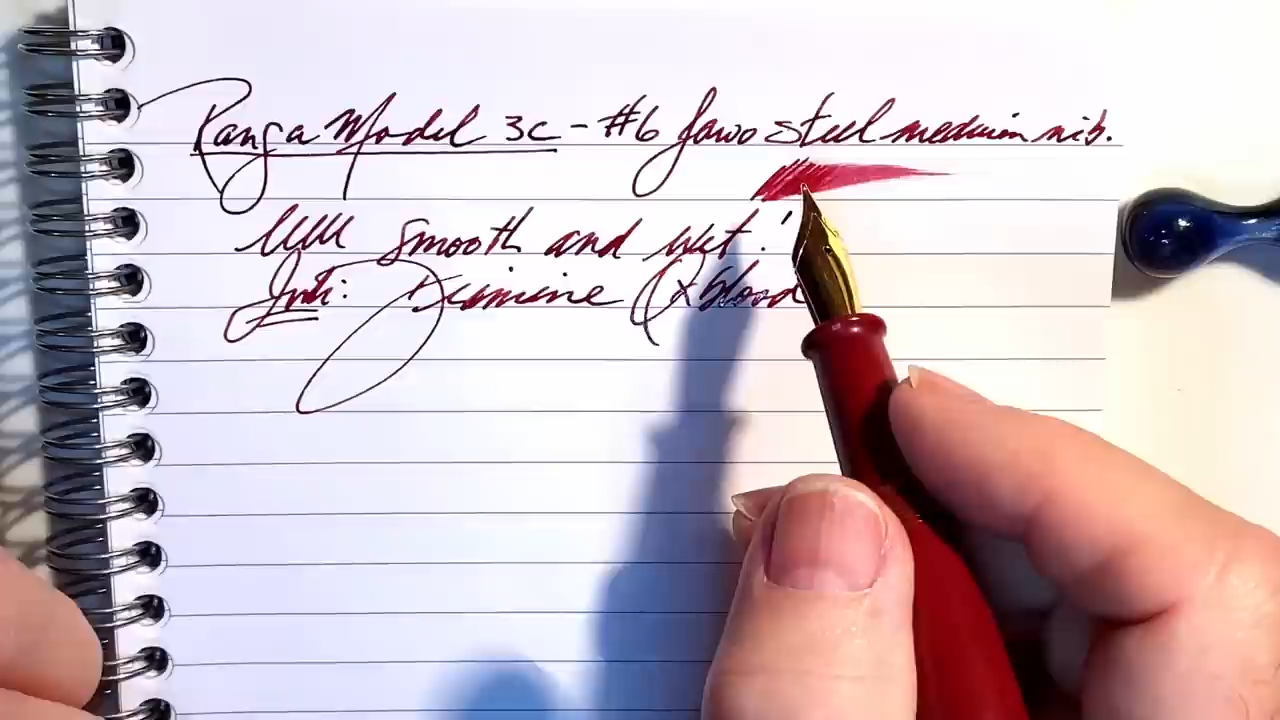 Ranga Model 3C - #6 Jowo steel medium nib.
smooth and wet!
Ink: Diamine Oxblood